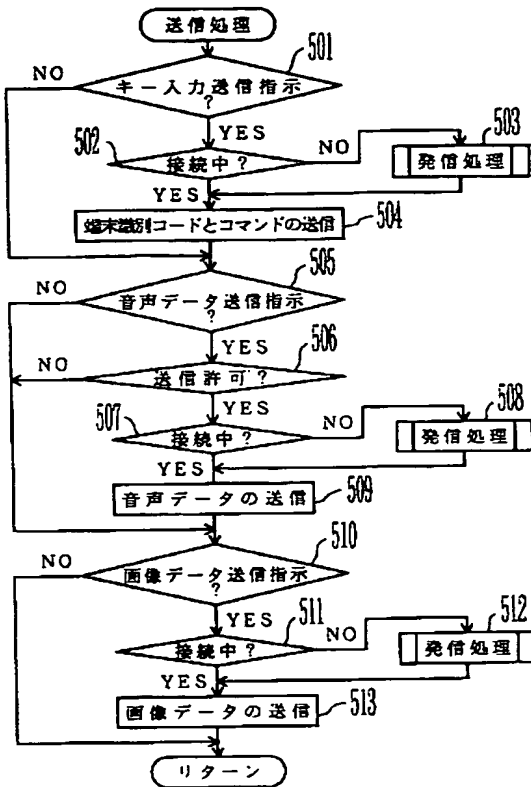 送信処理
501
NO
キー入力送信指示
?
YES
502
NO
503
接続中?
発信処理
YES
504
端末識別コードとコマンドの送信
505
NO
音声データ送信指示
?
YES
506
NO
送信許可?
YES
507
NO
508
接続中?
発信処理
YES
音声データの送信
509
510
NO
画像データ送信指示
?
YES
511
NO
512
接続中?
発信処理
YES
画像データの送信
513
リターン